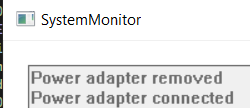 SystemMonitor
Power adapter removed
Power adapter connected